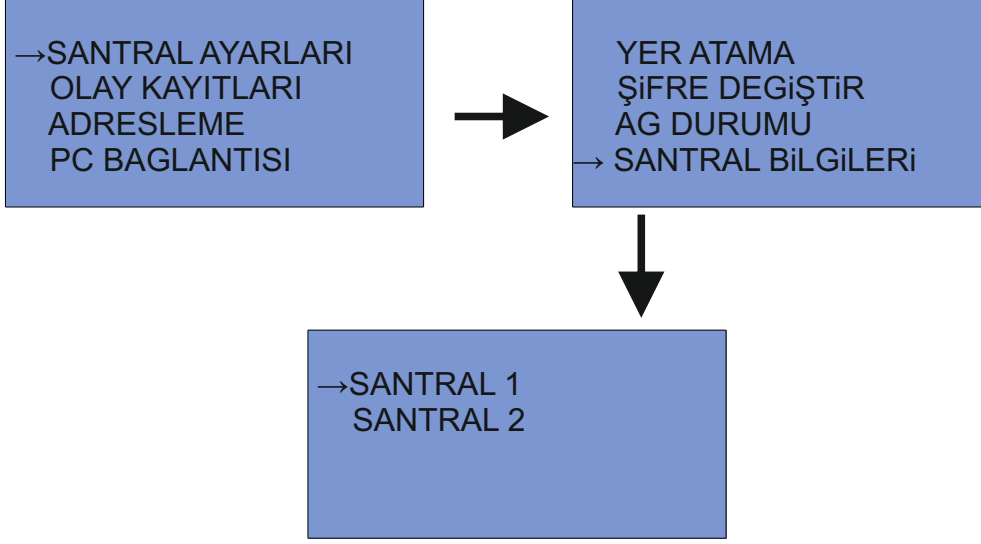 →SANTRAL AYARLARI
OLAY KAYITLARI
ADRESLEME
PC BAGLANTISI
YER ATAMA
ŞiFRE DEGiŞTiR
AG DURUMU
→ SANTRAL BiLGiLERi
→SANTRAL 1
SANTRAL 2